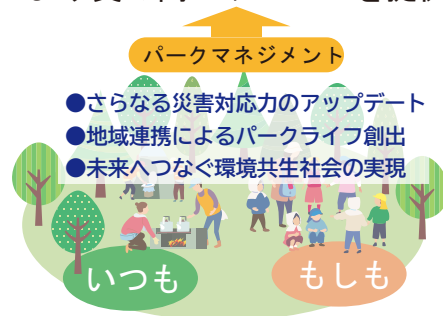 パークマネジメント
●さらなる災害対応力のアップデート
●地域連携によるパークライフ創出
●未来へつなぐ環境共生社会の実現
いつも
もしも